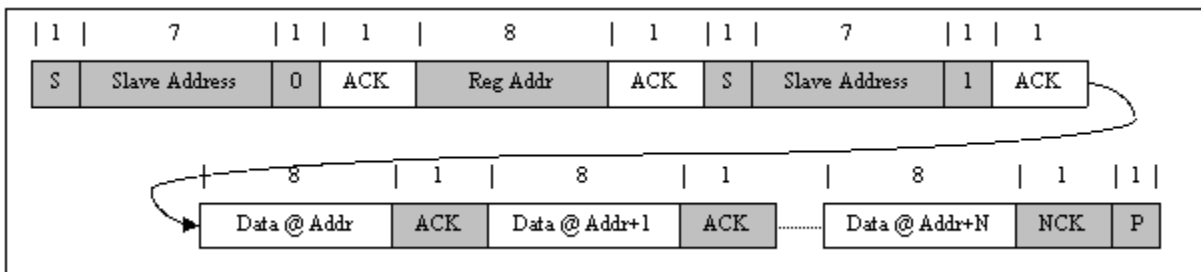 | 1 | 7 | 1 | 1 | 8 | 1 | 1 | 7 | 1 | 1
S Slave Address 0 ACK Reg Addr ACK S Slave Address 1 ACK
| 8 | 1 | 8 | 1 | 8 | 1 | 1 |
Data @ Addr ACK Data @ Addr+1 ACK Data @ Addr+N NCK P